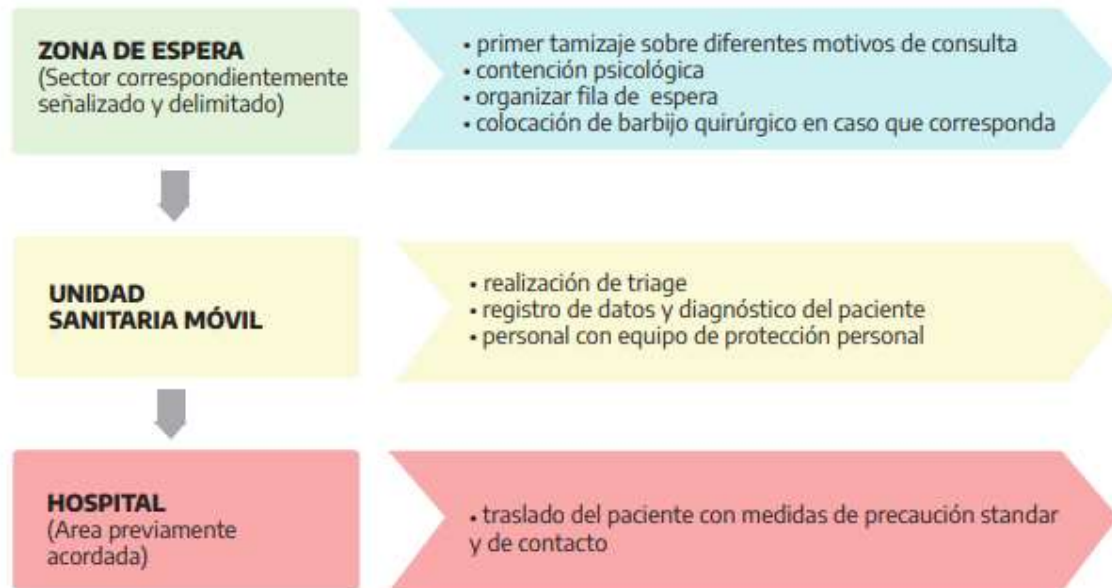 ZONA DE ESPERA
(Sector correspondientemente
señalizado y delimitado)
• primer tamizaje sobre diferentes motivos de consulta
• contención psicológica
• organizar fila de espera
• colocación de barbijo quirúrgico en caso que corresponda
UNIDAD
SANITARIA MÓVIL
• realización de triage
• registro de datos y diagnóstico del paciente
• personal con equipo de protección personal
HOSPITAL
(Area previamente
acordada)
• traslado del paciente con medidas de precaución standar
y de contacto